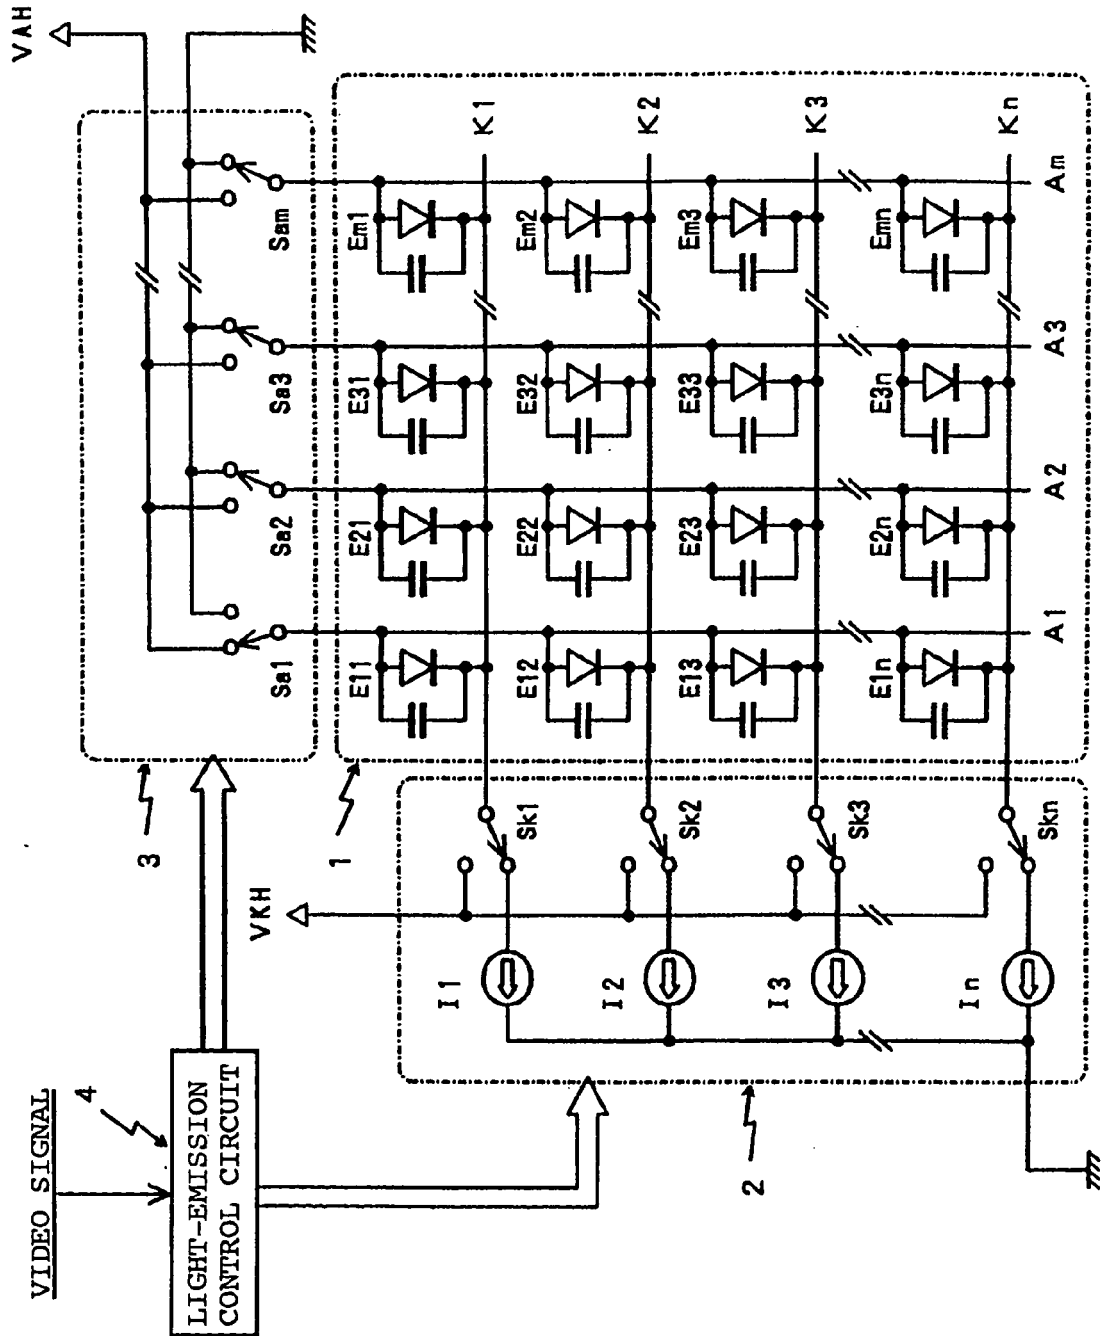 VIDEO SIGNAL
4
LIGHT-EMISSION
CONTROL CIRCUIT
VAH
3
Sa1
Sa2
Sa3
Sam
1
VKH
E11
E21
E31
Em1
K1
I1
Sk1
E12
E22
E32
Em2
K2
I2
Sk2
E13
E23
E33
Em3
K3
I3
Sk3
E1n
E2n
E3n
Emn
Kn
In
Skn
A1
A2
A3
Am
2